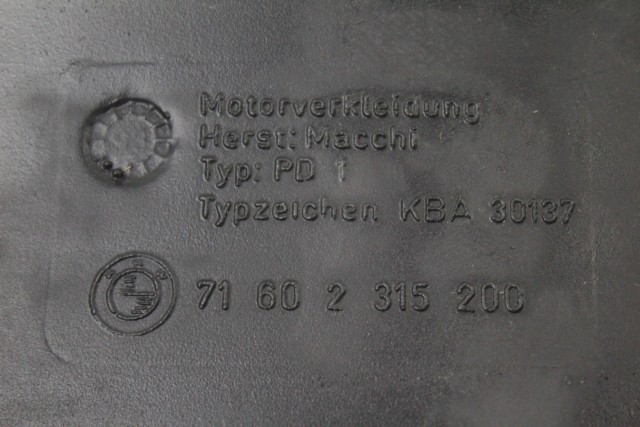 Motorverkleidung
Herst: Macchi
Typ: PD 1
Typzeichen KBA 30137
71 60 2 315 200